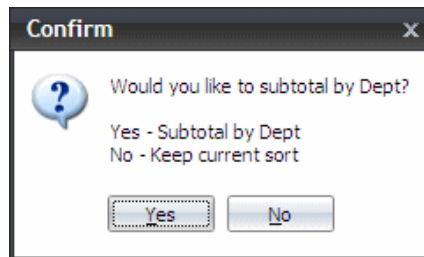 Confirm
Would you like to subtotal by Dept?
Yes - Subtotal by Dept
No - Keep current sort
Yes No